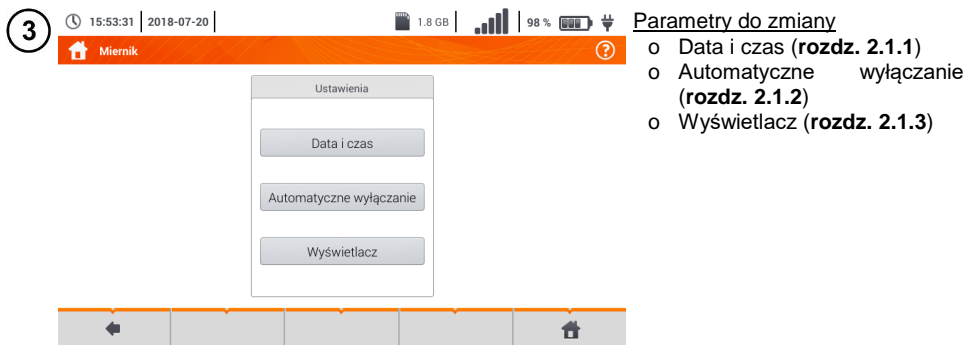 3
15:53:31 2018-07-20 1.8 GB 98 %
Miernik ?
Ustawienia
Data i czas
Automatyczne wyłączanie
Wyświetlacz
Parametry do zmiany
o Data i czas (rozdz. 2.1.1)
o Automatyczne wyłączanie
(rozdz. 2.1.2)
o Wyświetlacz (rozdz. 2.1.3)